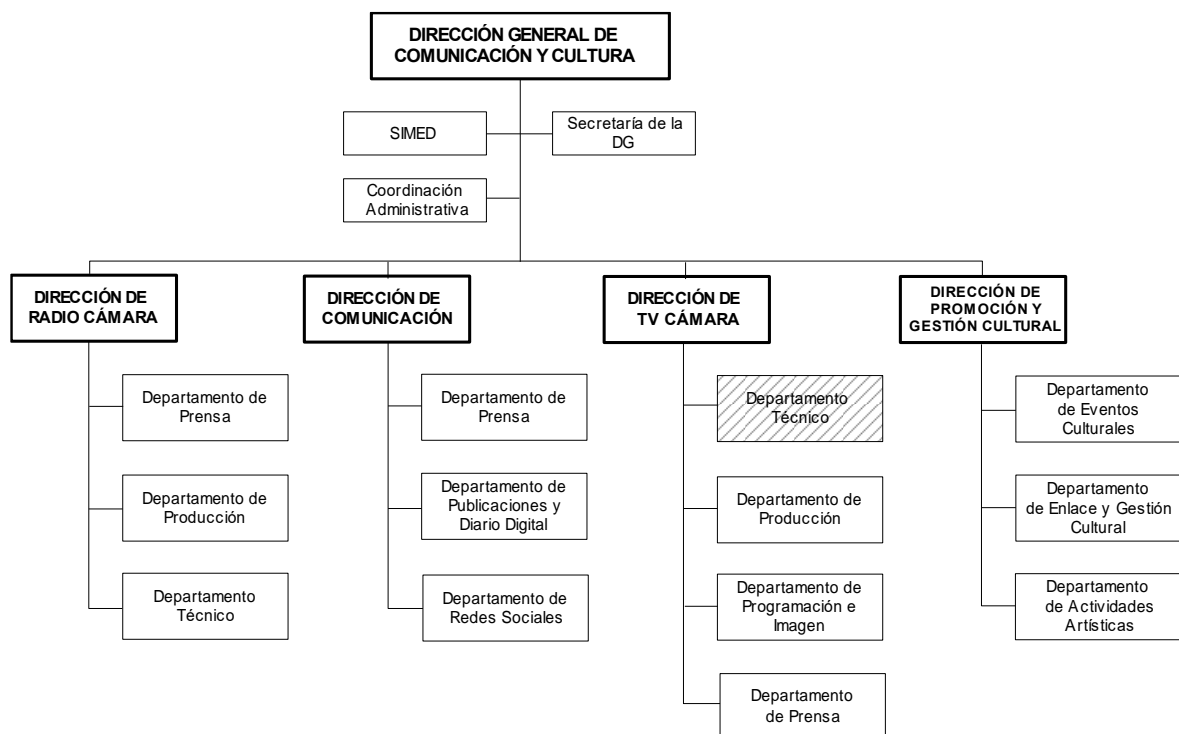 DIRECCIÓN GENERAL DE
COMUNICACIÓN Y CULTURA
SIMED
Secretaría de la
DG
Coordinación
Administrativa
DIRECCIÓN DE
RADIO CÁMARA
DIRECCIÓN DE
COMUNICACIÓN
DIRECCIÓN DE
TV CÁMARA
DIRECCIÓN DE
PROMOCIÓN Y
GESTIÓN CULTURAL
Departamento de
Prensa
Departamento de
Producción
Departamento
Técnico
Departamento de
Prensa
Departamento de
Publicaciones y
Diario Digital
Departamento de
Redes Sociales
Departamento
Técnico
Departamento de
Producción
Departamento de
Programación e
Imagen
Departamento
de Prensa
Departamento
de Eventos
Culturales
Departamento
de Enlace y Gestión
Cultural
Departamento
de Actividades
Artísticas